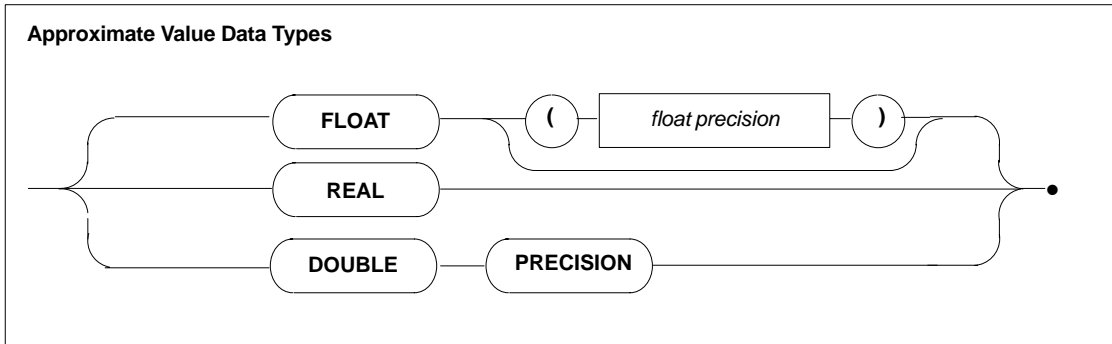 Approximate Value Data Types
FLOAT ( float precision )
REAL
DOUBLE PRECISION